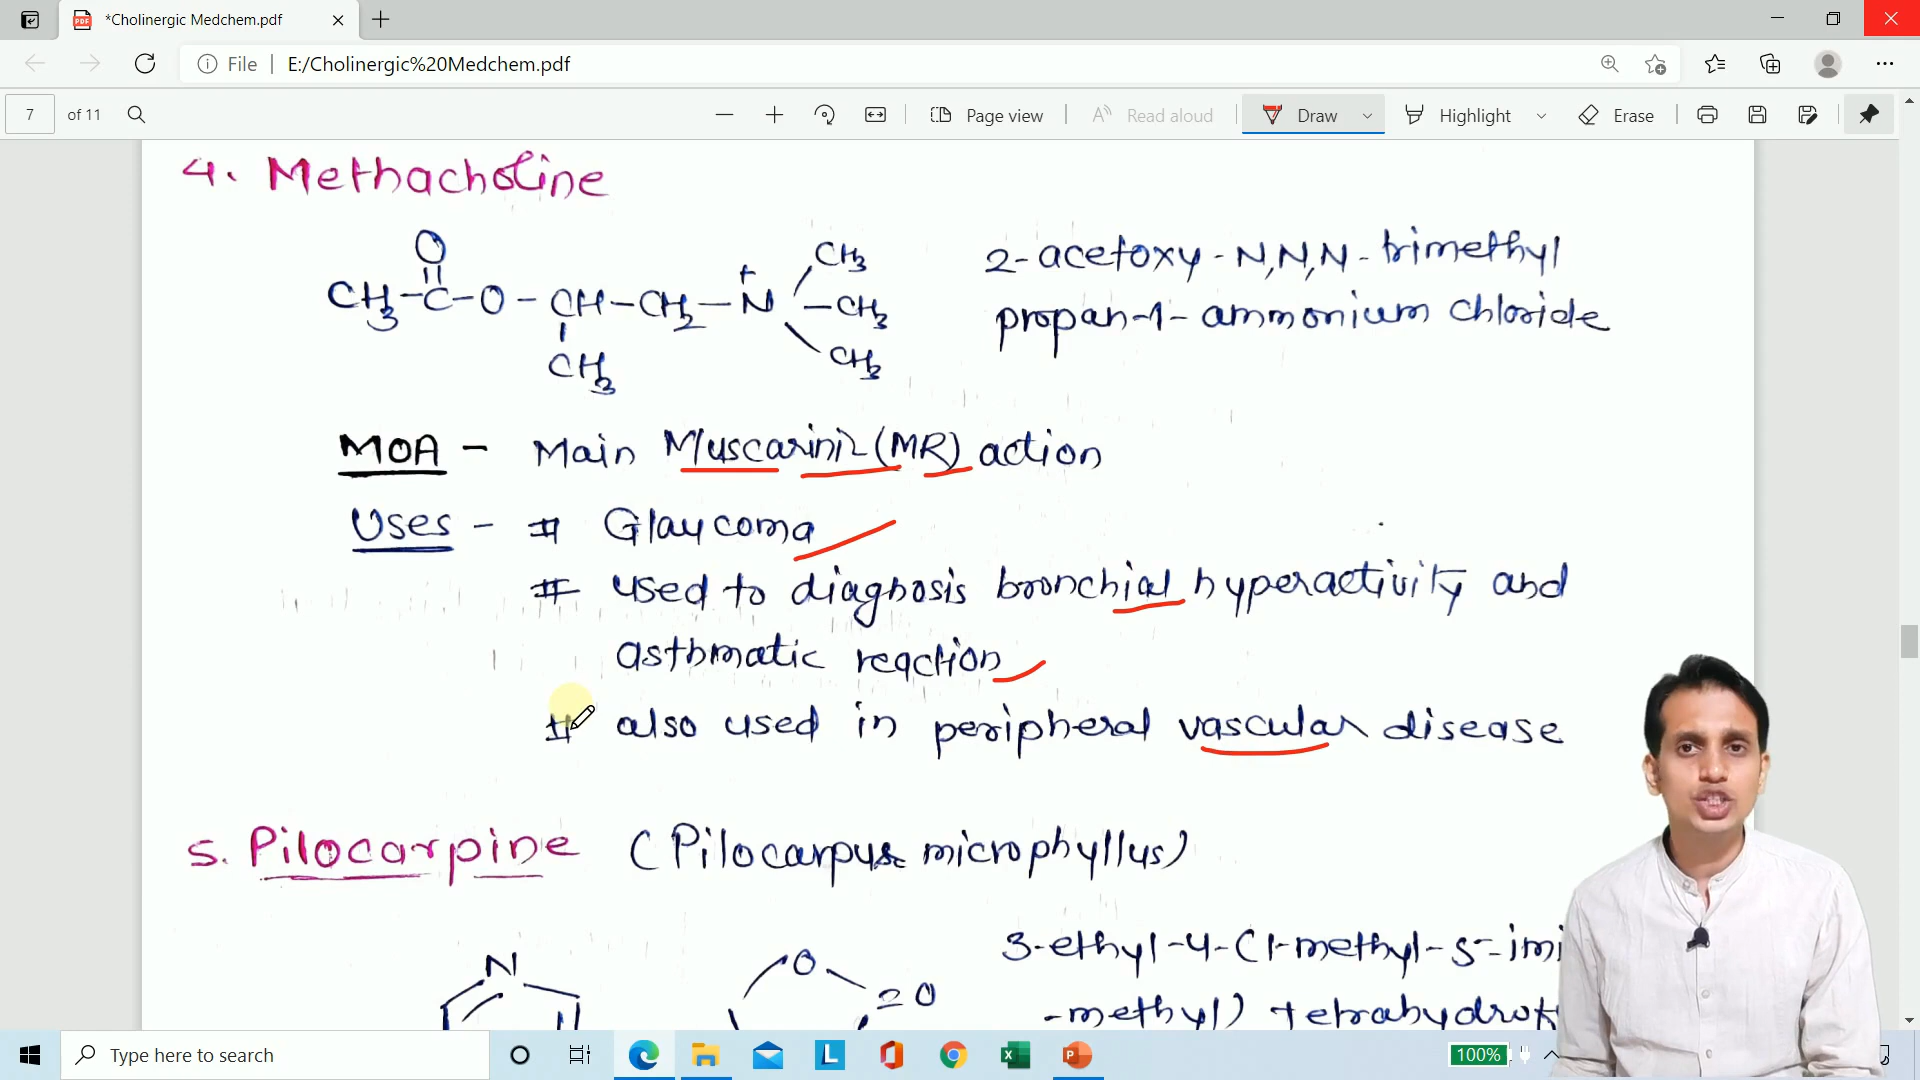 *Cholinergic Medchem.pdf
File | E:/Cholinergic%20Medchem.pdf
7 of 11 Page view Read aloud Draw Highlight Erase
4. Methacholine
O
CH3-C-O-CH-CH2-N+ CH3
CH3
CH3
CH3
2-acetoxy-N,N,N-trimethyl
propan-1-ammonium chloride
MOA - Main Muscarinic (MR) action
Uses - # Glaycoma
# used to diagnosis bronchial hyperactivity and
asthmatic reaction
# also used in peripheral vascular disease
5. Pilocarpine (Pilocarpus microphyllus)
3-ethyl-4-(1-methyl-5-imi
-methyl) tetrahydrof
N
O
=O
Type here to search
100%